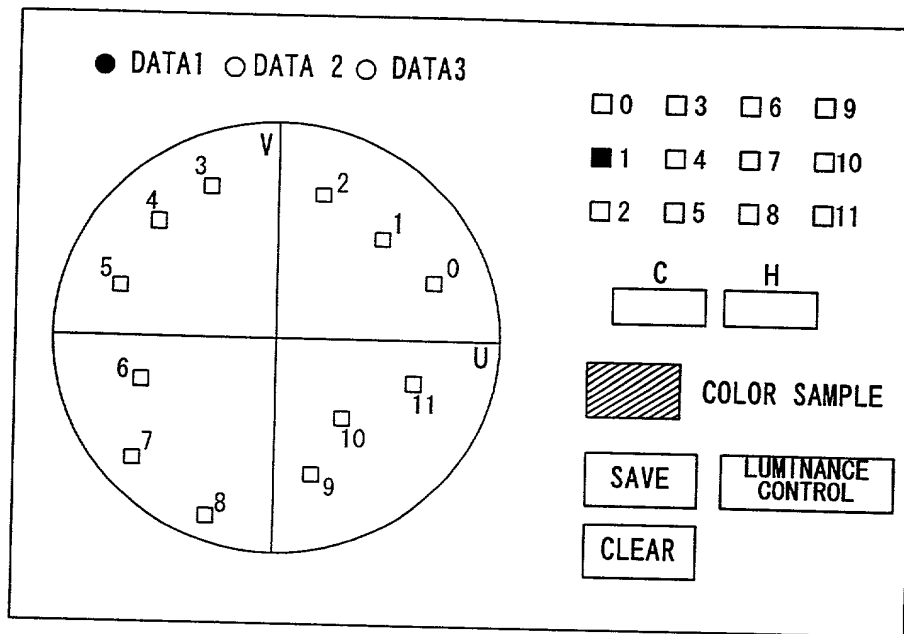 DATA1 DATA 2 DATA3
0 3 6 9
1 4 7 10
2 5 8 11
V
3
2
4
1
5
0
U
6
11
10
7
9
8
C H
COLOR SAMPLE
SAVE
LUMINANCE
CONTROL
CLEAR